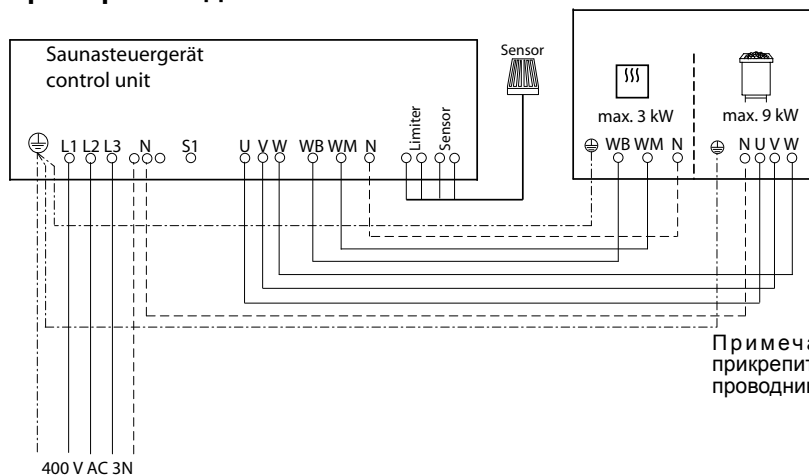 Saunasteuergerät
control unit
Sensor
max. 3 kW
max. 9 kW
L1 L2 L3 N S1 U V W WB WM N
Limiter
Sensor
WB WM N
N U V W
Примеча
прикрепит
400 V AC 3N